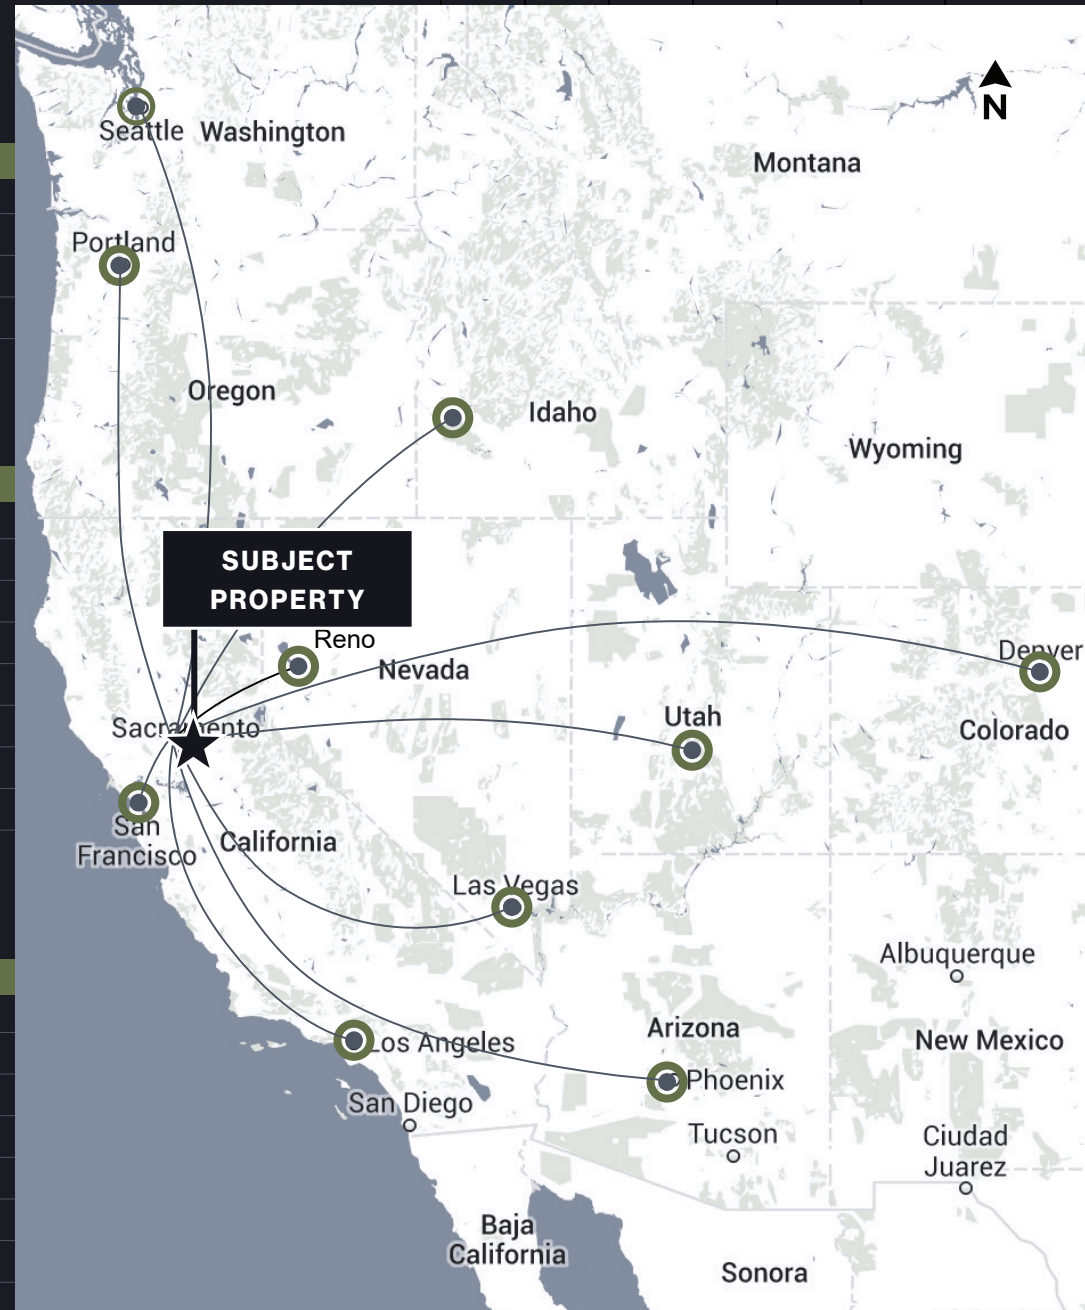 N
Seattle
Washington
Montana
Portland
Oregon
Idaho
Wyoming
SUBJECT
PROPERTY
Reno
Nevada
Denver
Sacramento
Utah
Colorado
San
Francisco
California
Las Vegas
Albuquerque
Arizona
New Mexico
Los Angeles
Phoenix
San Diego
Tucson
Ciudad
Juarez
Baja
California
Sonora